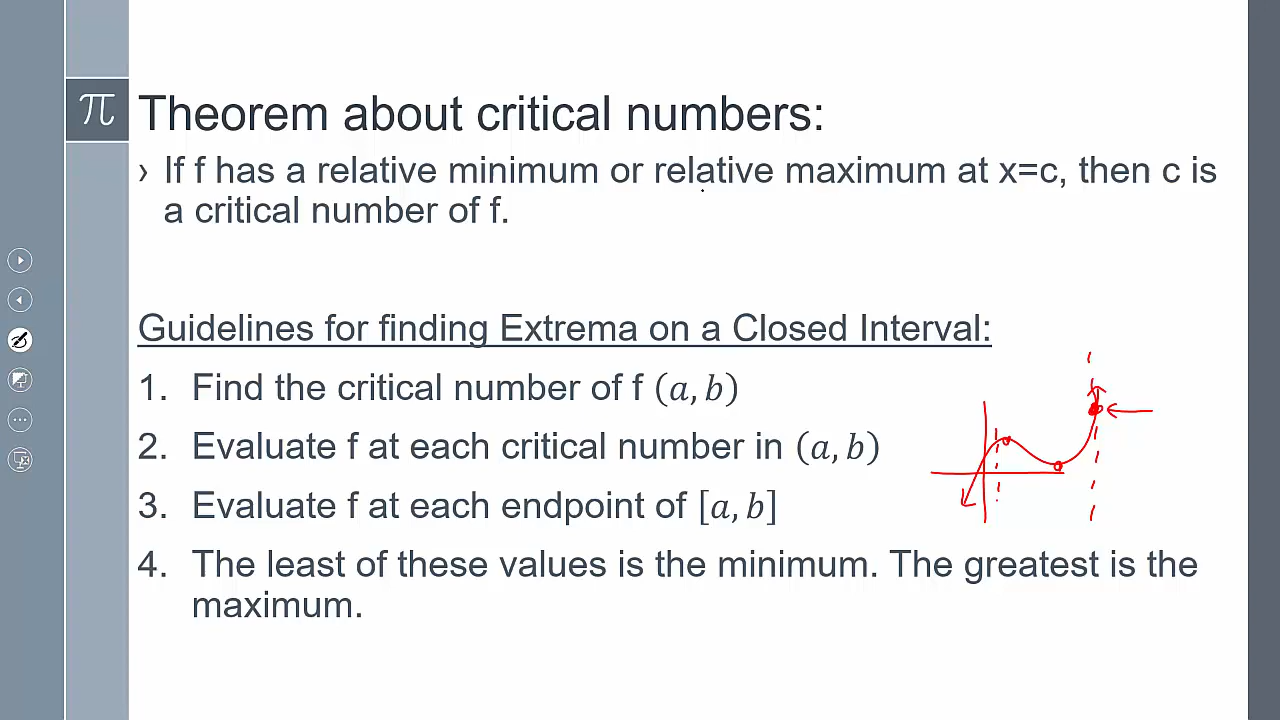 π
Theorem about critical numbers:
› If f has a relative minimum or relative maximum at x=c, then c is
a critical number of f.
Guidelines for finding Extrema on a Closed Interval:
1. Find the critical number of f (a, b)
2. Evaluate f at each critical number in (a, b)
3. Evaluate f at each endpoint of [a, b]
4. The least of these values is the minimum. The greatest is the
maximum.